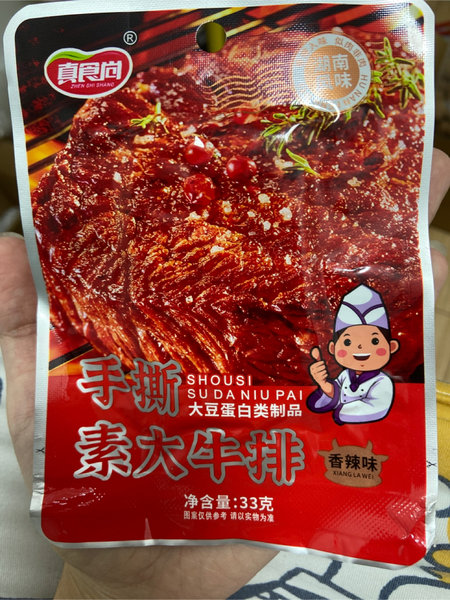 真食尚
ZHEN SHI SHANG
®
湖南
味
手撕
SHOUSI
SU DA NIU PAI
大豆蛋白类制品
素大牛排
香辣味
XIANG LA WEI
净含量:33克
图案仅供参考 请以实物为准